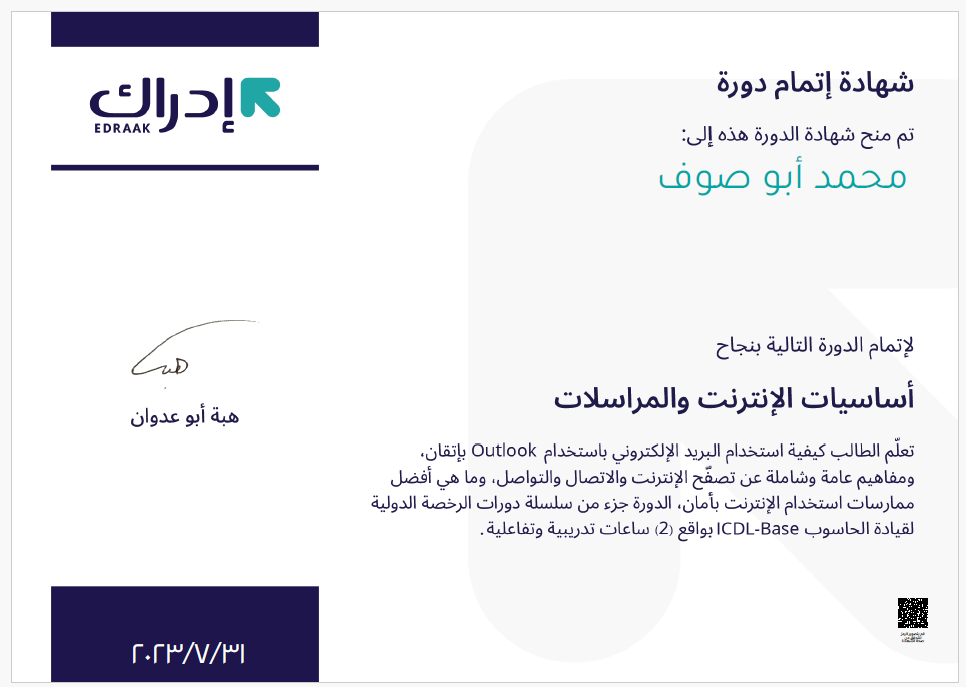 شهادة إتمام دورة
تم منح شهادة الدورة هذه إلى:
محمد أبو صوف
لإتمام الدورة التالية بنجاح
أساسيات الإنترنت والمراسلات
تعلّم الطالب كيفية استخدام البريد الإلكتروني باستخدام Outlook بإتقان،
ومفاهيم عامة وشاملة عن تصفّح الإنترنت والاتصال والتواصل، وما هي أفضل
ممارسات استخدام الإنترنت بأمان، الدورة جزء من سلسلة دورات الرخصة الدولية
لقيادة الحاسوب ICDL-Base بواقع (2) ساعات تدريبية وتفاعلية.
إدراك
EDRAAK
هبة
هبة أبو عدوان
٢٠٢٣/٧/٣١